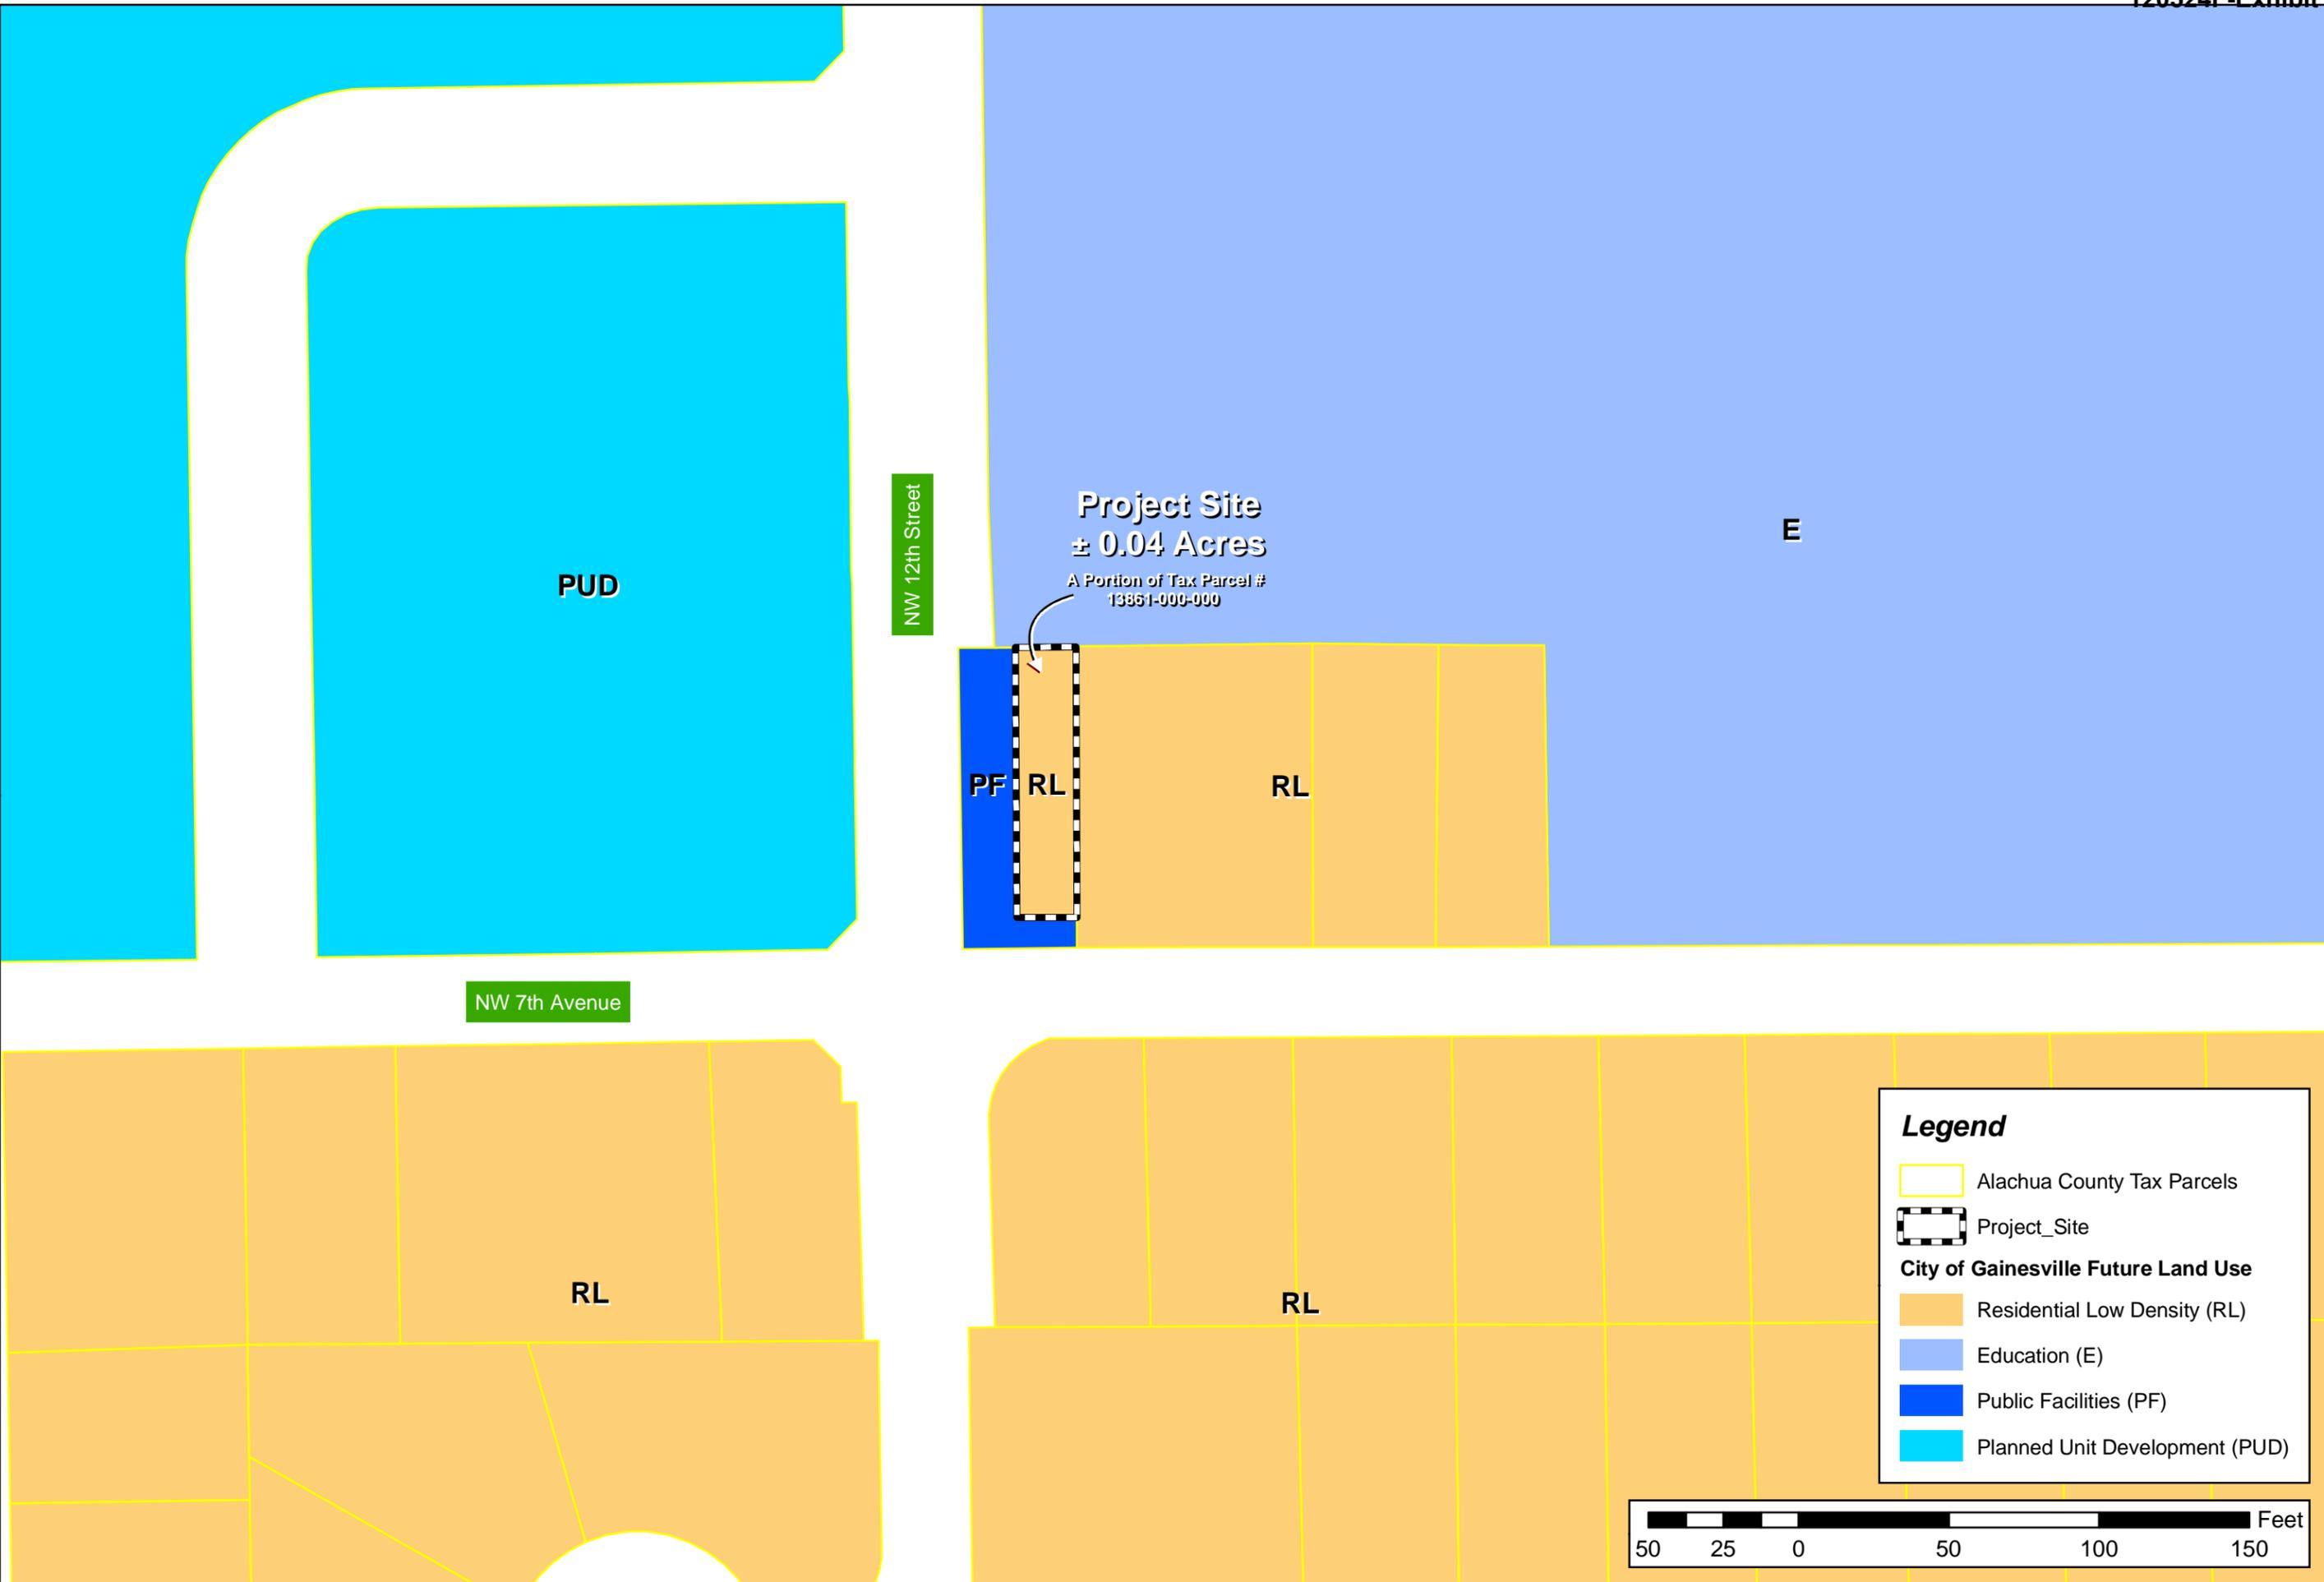 NW 12th Street
Project Site
± 0.04 Acres
A Portion of Tax Parcel #
13861-000-000
E
PUD
PF
RL
RL
NW 7th Avenue
RL
RL
Legend
Alachua County Tax Parcels
Project_Site
City of Gainesville Future Land Use
Residential Low Density (RL)
Education (E)
Public Facilities (PF)
Planned Unit Development (PUD)
Feet
50 25 0 50 100 150